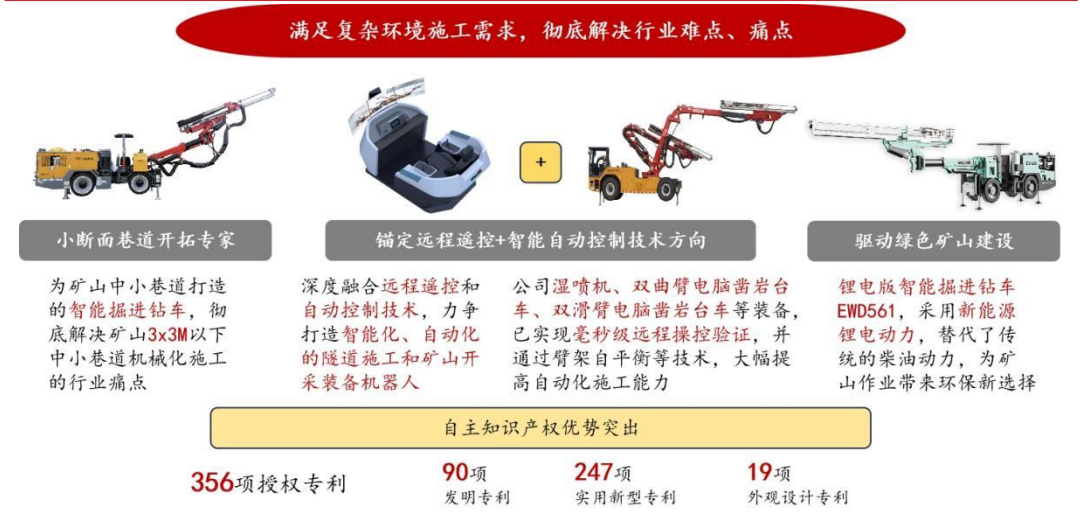 满足复杂环境施工需求，彻底解决行业难点、痛点
+
小断面巷道开拓专家
为矿山中小巷道打造
的智能掘进钻车，彻
底解决矿山3x3M以下
中小巷道机械化施工
的行业痛点
锚定远程遥控+智能自动控制技术方向
深度融合远程遥控和
自动控制技术，力争
打造智能化、自动化
的隧道施工和矿山开
采装备机器人
公司湿喷机、双曲臂电脑凿岩台
车、双滑臂电脑凿岩台车等装备，
已实现毫秒级远程操控验证，并
通过臂架自平衡等技术，大幅提
高自动化施工能力
驱动绿色矿山建设
锂电版智能掘进钻车
EWD561，采用新能源
锂电动力，替代了传
统的柴油动力，为矿
山作业带来环保新选择
自主知识产权优势突出
356项授权专利
90项
发明专利
247项
实用新型专利
19项
外观设计专利